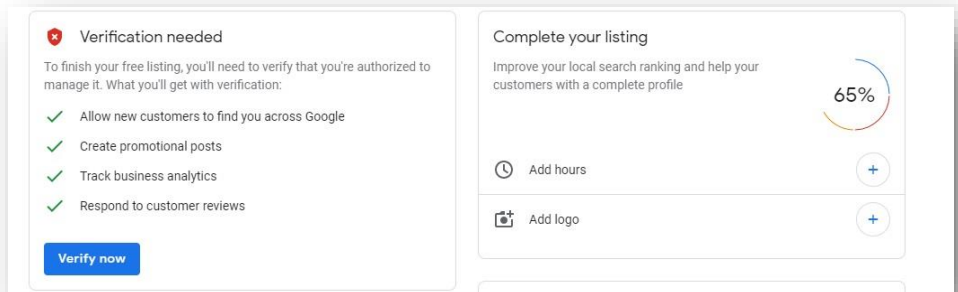 Verification needed
To finish your free listing, you'll need to verify that you're authorized to
manage it. What you'll get with verification:
Allow new customers to find you across Google
Create promotional posts
Track business analytics
Respond to customer reviews
Verify now
Complete your listing
Improve your local search ranking and help your
customers with a complete profile
65%
Add hours
Add logo